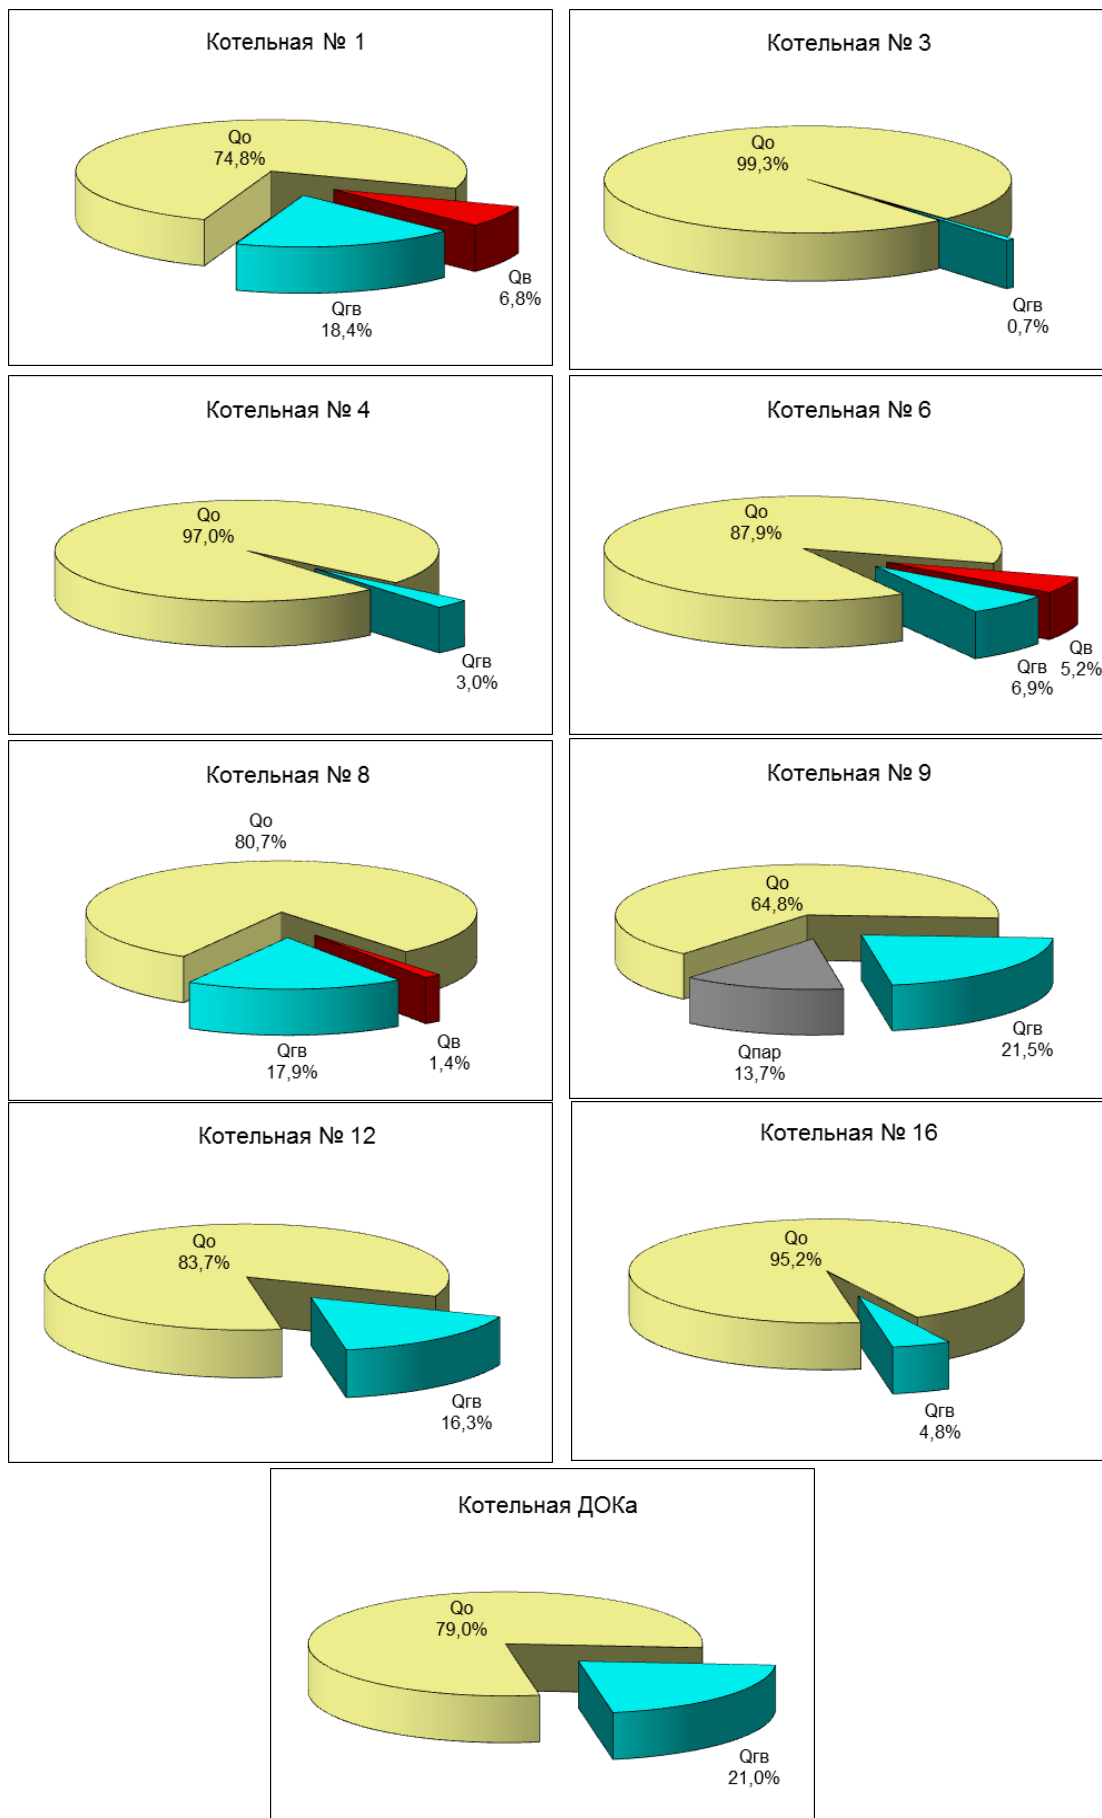 Котельная № 1
Qо
74,8%
Qв
6,8%
Qгв
18,4%
Котельная № 3
Qо
99,3%
Qгв
0,7%
Котельная № 4
Qо
97,0%
Qгв
3,0%
Котельная № 6
Qо
87,9%
Qв
5,2%
Qгв
6,9%
Котельная № 8
Qо
80,7%
Qв
1,4%
Qгв
17,9%
Котельная № 9
Qо
64,8%
Qгв
21,5%
Qпар
13,7%
Котельная № 12
Qо
83,7%
Qгв
16,3%
Котельная № 16
Qо
95,2%
Qгв
4,8%
Котельная ДОКа
Qо
79,0%
Qгв
21,0%